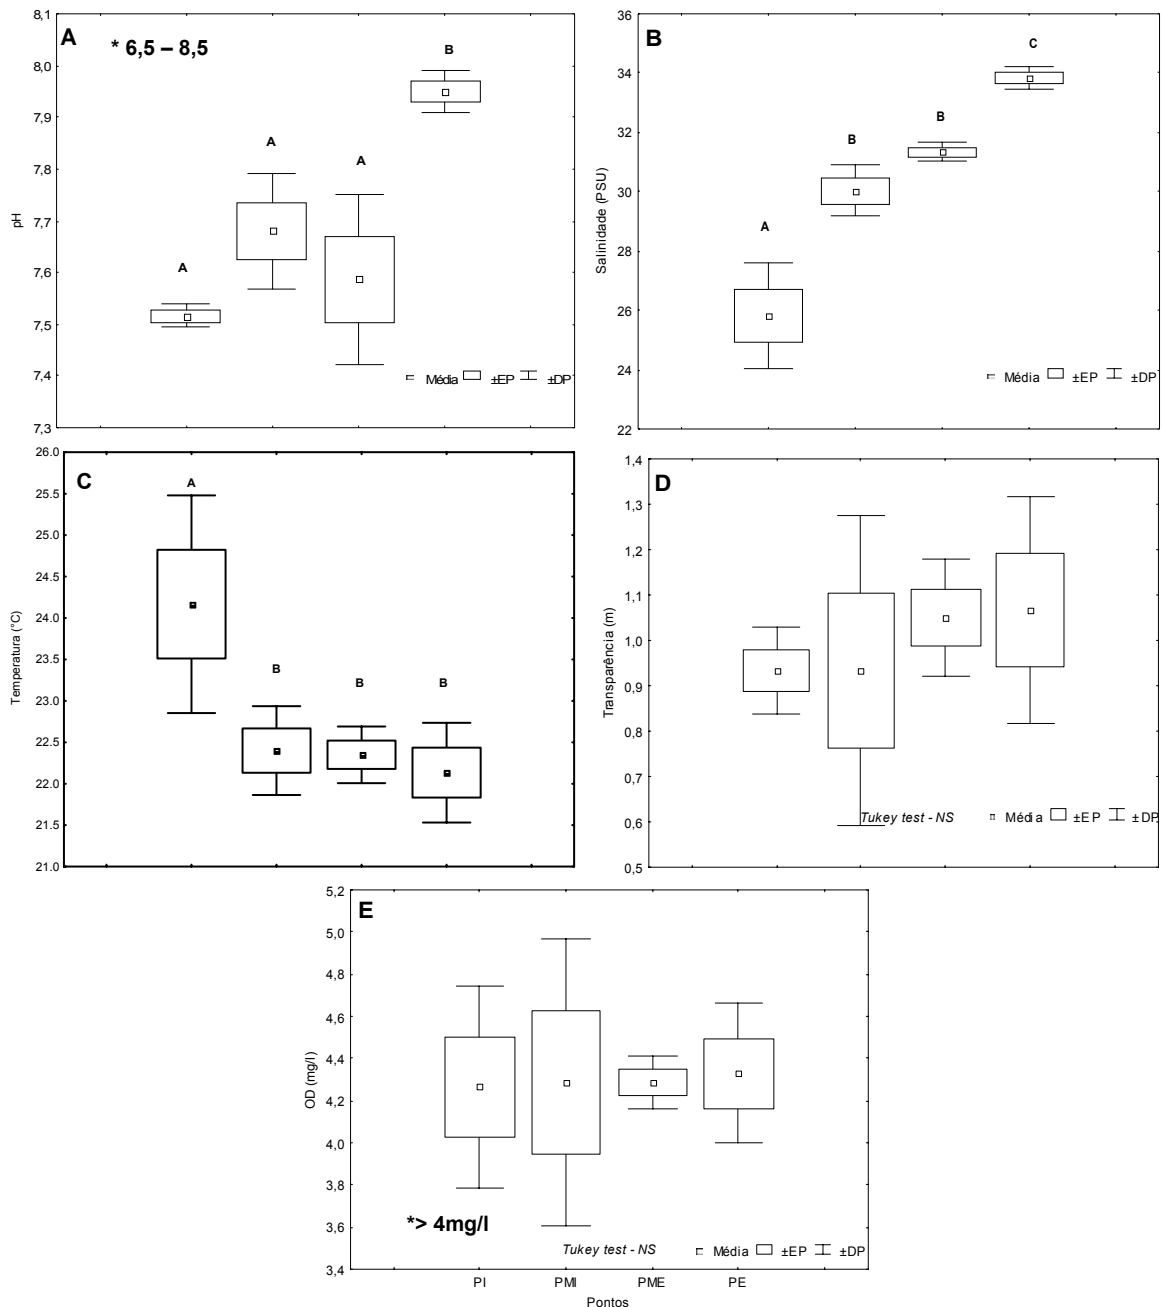 A
* 6,5 – 8,5
8,1
8,0
7,9
7,8
7,7
7,6
7,5
7,4
7,3
pH
A
A
A
B
Média ±EP ±DP
B
36
34
32
30
28
26
24
22
Salinidade (PSU)
A
B
B
C
Média ±EP ±DP
C
26.0
25.5
25.0
24.5
24.0
23.5
23.0
22.5
22.0
21.5
21.0
Temperatura (°C)
A
B
B
B
D
1,4
1,3
1,2
1,1
1,0
0,9
0,8
0,7
0,6
0,5
Transparência (m)
Tukey test - NS Média ±EP ±DP
E
5,2
5,0
4,8
4,6
4,4
4,2
4,0
3,8
3,6
3,4
OD (mg/l)
*> 4mg/l
Tukey test - NS Média ±EP ±DP
PI PMI PME PE
Pontos